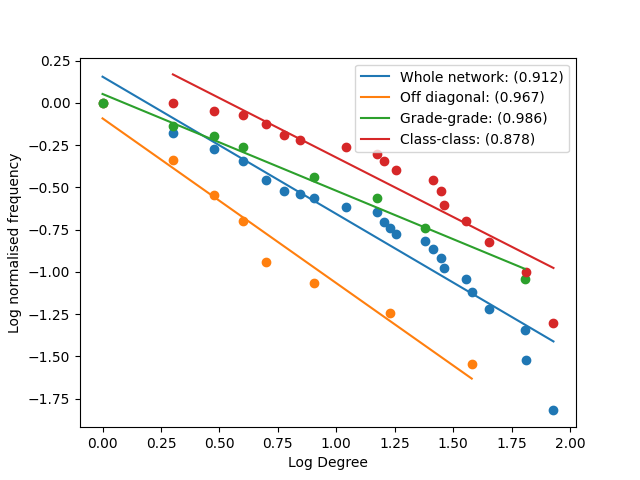 Whole network: (0.912)
Off diagonal: (0.967)
Grade-grade: (0.986)
Class-class: (0.878)
Log normalised frequency
0.25
0.00
−0.25
−0.50
−0.75
−1.00
−1.25
−1.50
−1.75
0.00 0.25 0.50 0.75 1.00 1.25 1.50 1.75 2.00
Log Degree